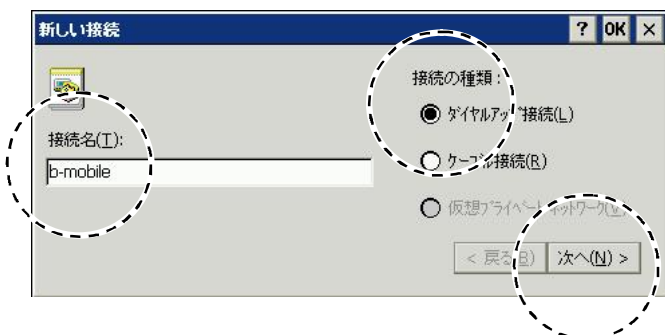 新しい接続
? OK ×
接続の種類:
ダイヤルアップ接続(L)
接続名(T):
b-mobile
ケーブル接続(R)
仮想プライベートネットワーク(V)
< 戻る(B)
次へ(N) >